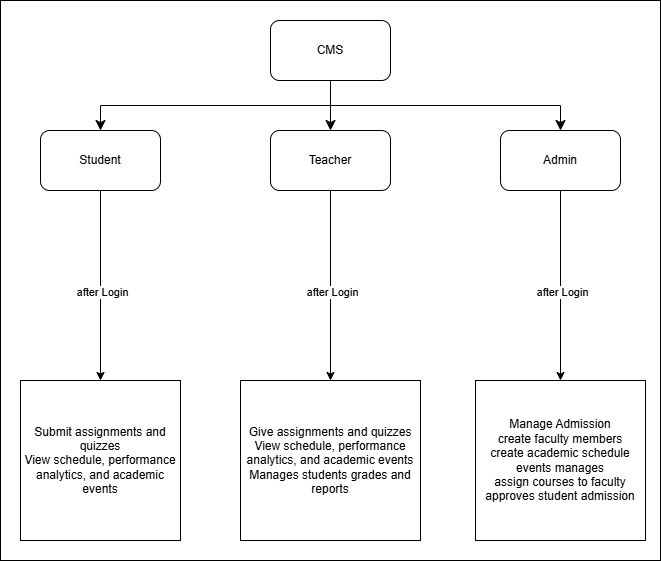 CMS
Student
Teacher
Admin
after Login
after Login
after Login
Submit assignments and
quizzes
View schedule, performance
analytics, and academic
events
Give assignments and quizzes
View schedule, performance
analytics, and academic events
Manages students grades and
reports
Manage Admission
create faculty members
create academic schedule
events manages
assign courses to faculty
approves student admission